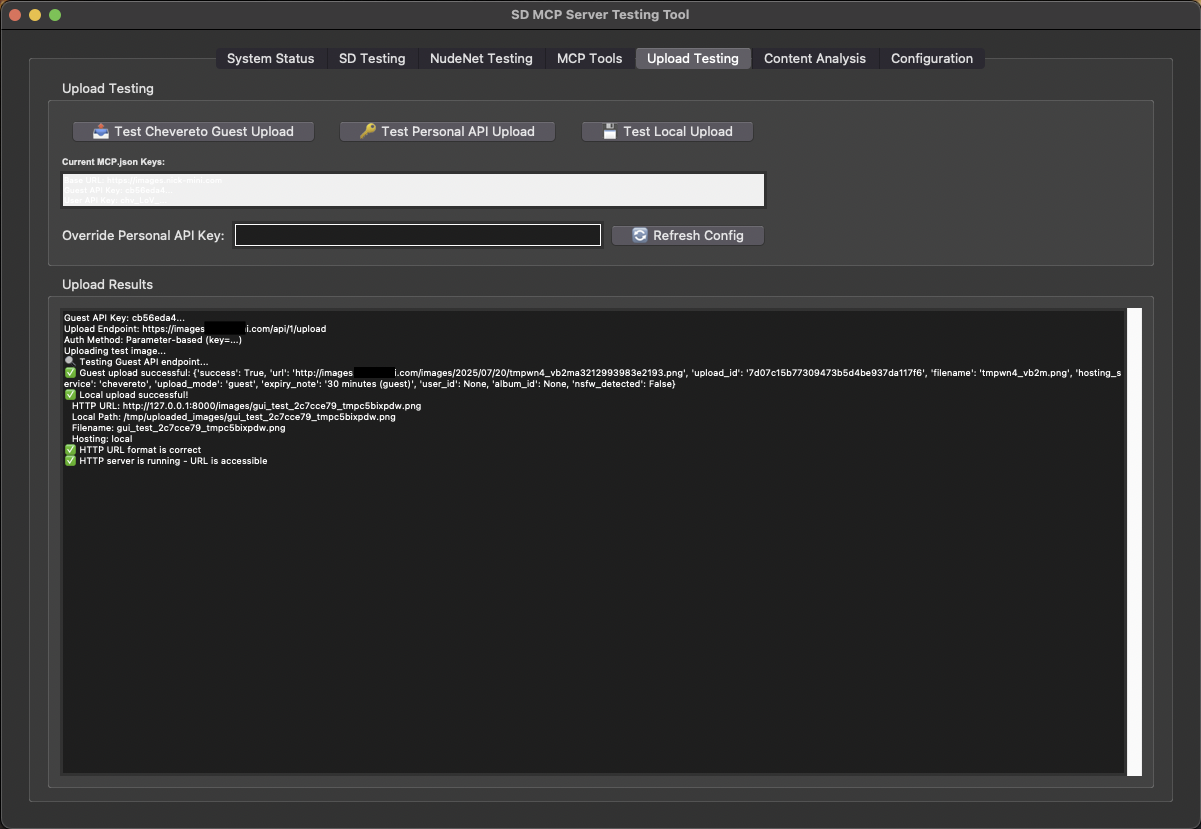 SD MCP Server Testing Tool
System Status SD Testing NudeNet Testing MCP Tools Upload Testing Content Analysis Configuration
Upload Testing
Test Chevereto Guest Upload Test Personal API Upload Test Local Upload
Current MCP.json Keys:
Guest API Key: cb56eda4...
Override Personal API Key: Refresh Config
Upload Results
Guest API Key: cb56eda4...
Upload Endpoint: https://images i.com/api/1/upload
Auth Method: Parameter-based (key=...)
Uploading test image...
🔍 Testing Guest API endpoint...
✅ Guest upload successful: {'success': True, 'url': 'http://images i.com/images/2025/07/20/tmpwn4_vb2ma3212993983e2193.png', 'upload_id': '7d07c15b77309473b5d4be937da117f6', 'filename': 'tmpwn4_vb2m.png', 'hosting_s
ervice': 'chevereto', 'upload_mode': 'guest', 'expiry_note': '30 minutes (guest)', 'user_id': None, 'album_id': None, 'nsfw_detected': False}
✅ Local upload successful!
HTTP URL: http://127.0.0.1:8000/images/gui_test_2c7cce79_tmpc5bixpdw.png
Local Path: /tmp/uploaded_images/gui_test_2c7cce79_tmpc5bixpdw.png
Filename: gui_test_2c7cce79_tmpc5bixpdw.png
Hosting: local
✅ HTTP URL format is correct
✅ HTTP server is running - URL is accessible